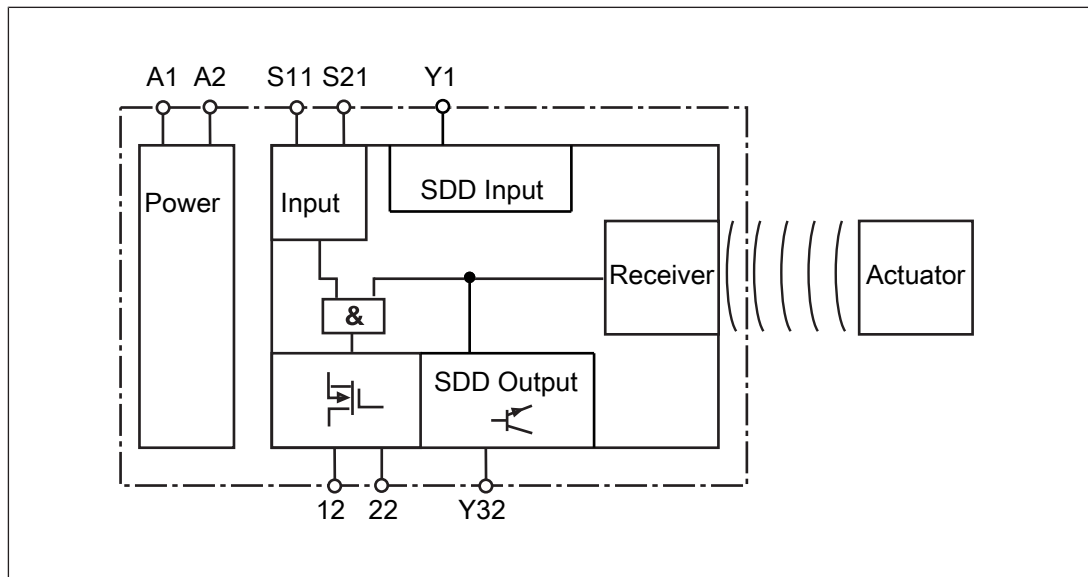 A1 A2 S11 S21 Y1
Power
Input
SDD Input
Receiver
Actuator
&
SDD Output
12 22 Y32